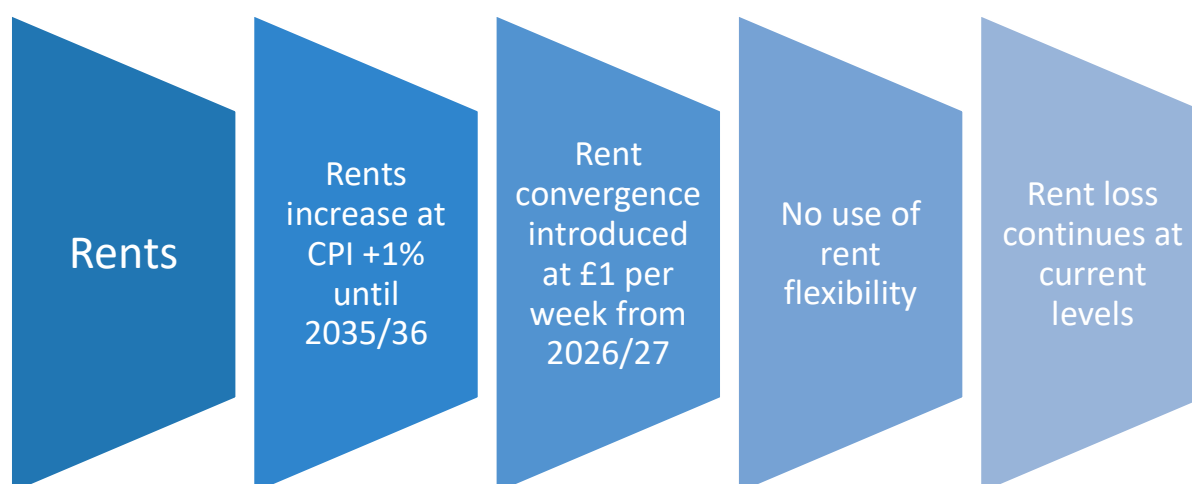 Rents
Rents
increase at
CPI +1%
until
2035/36
Rent
convergence
introduced
at £1 per
week from
2026/27
No use of
rent
flexibility
Rent loss
continues at
current
levels